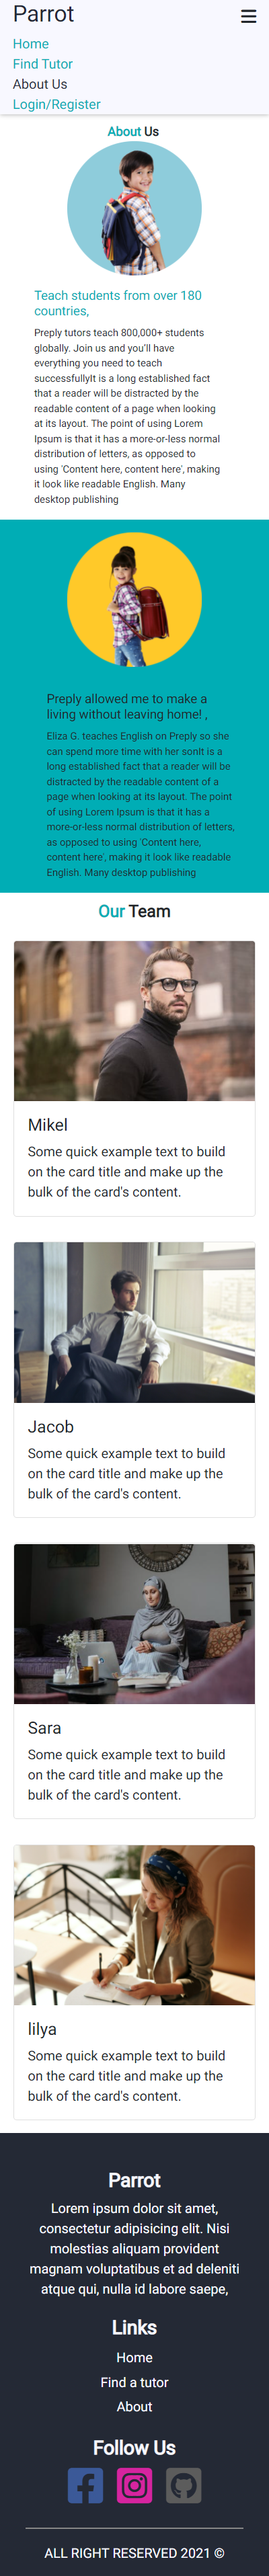 Parrot
Home
Find Tutor
About Us
Login/Register
About Us
Teach students from over 180
countries,
Preply tutors teach 800,000+ students
globally. Join us and you'll have
everything you need to teach
successfullyIt is a long established fact
that a reader will be distracted by the
readable content of a page when looking
at its layout. The point of using Lorem
Ipsum is that it has a more-or-less normal
distribution of letters, as opposed to
using 'Content here, content here', making
it look like readable English. Many
desktop publishing
Preply allowed me to make a
living without leaving home! ,
Eliza G. teaches English on Preply so she
can spend more time with her sonIt is a
long established fact that a reader will be
distracted by the readable content of a
page when looking at its layout. The point
of using Lorem Ipsum is that it has a
more-or-less normal distribution of letters,
as opposed to using 'Content here,
content here', making it look like readable
English. Many desktop publishing
Our Team
Mikel
Some quick example text to build
on the card title and make up the
bulk of the card's content.
Jacob
Some quick example text to build
on the card title and make up the
bulk of the card's content.
Sara
Some quick example text to build
on the card title and make up the
bulk of the card's content.
lilya
Some quick example text to build
on the card title and make up the
bulk of the card's content.
Parrot
Lorem ipsum dolor sit amet,
consectetur adipisicing elit. Nisi
molestias aliquam provident
magnam voluptatibus et ad deleniti
atque qui, nulla id labore saepe,
Links
Home
Find a tutor
About
Follow Us
ALL RIGHT RESERVED 2021 ©